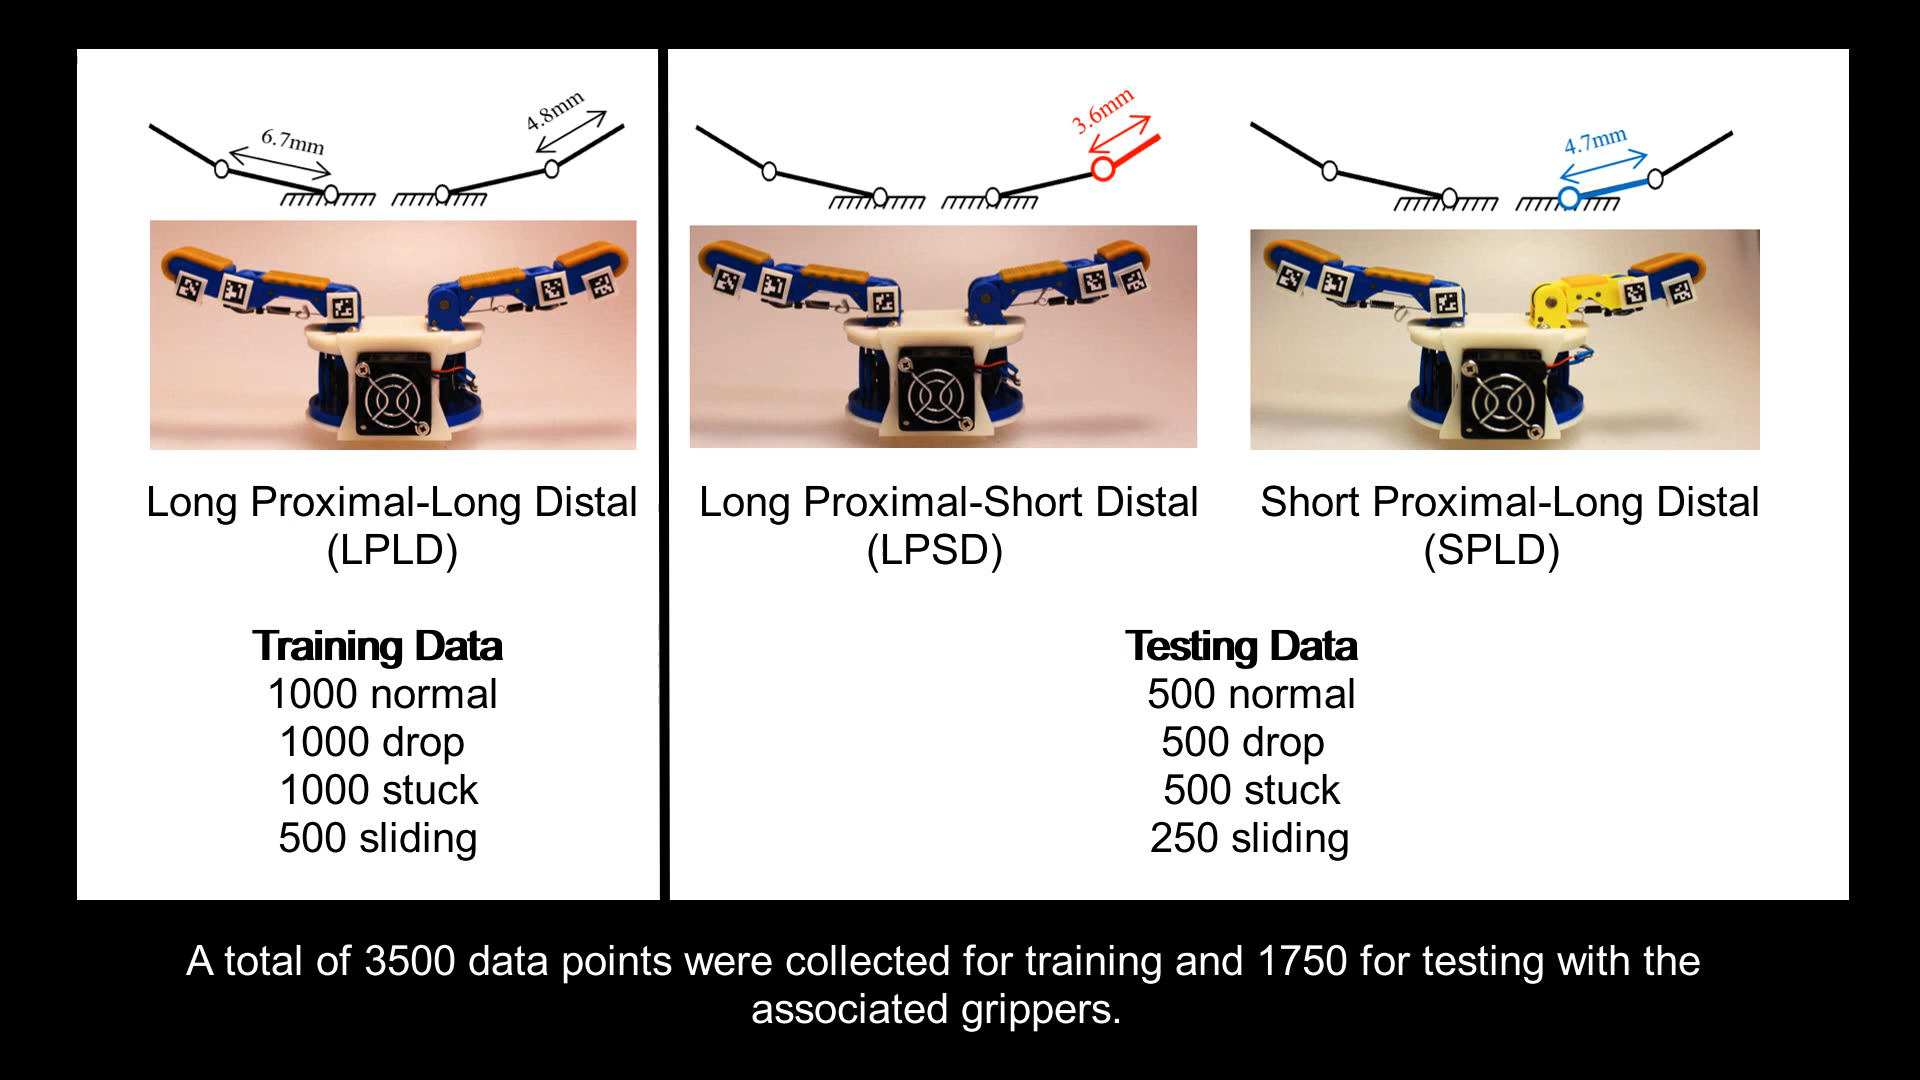 6.7mm
4.8mm
3.6mm
4.7mm
Long Proximal-Long Distal
(LPLD)
Long Proximal-Short Distal
(LPSD)
Short Proximal-Long Distal
(SPLD)
Training Data
1000 normal
1000 drop
1000 stuck
500 sliding
Testing Data
500 normal
500 drop
500 stuck
250 sliding
A total of 3500 data points were collected for training and 1750 for testing with the
associated grippers.